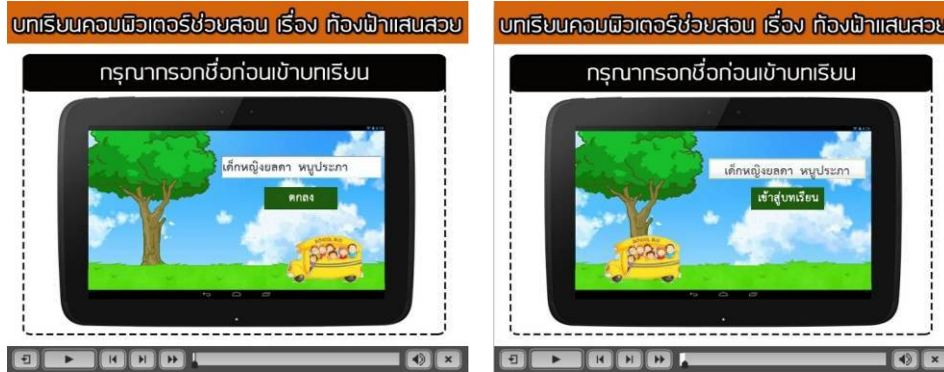 บทเรียนคอมพิวเตอร์ช่วยสอน เรื่อง ท้องฟ้าแสนสวย
กรุณากรอกชื่อก่อนเข้าบทเรียน
เด็กหญิงยลดา หนูประภา
ตกลง
SCHOOL BUS
บทเรียนคอมพิวเตอร์ช่วยสอน เรื่อง ท้องฟ้าแสนสวย
กรุณากรอกชื่อก่อนเข้าบทเรียน
เด็กหญิงยลดา หนูประภา
เข้าสู่บทเรียน
SCHOOL BUS